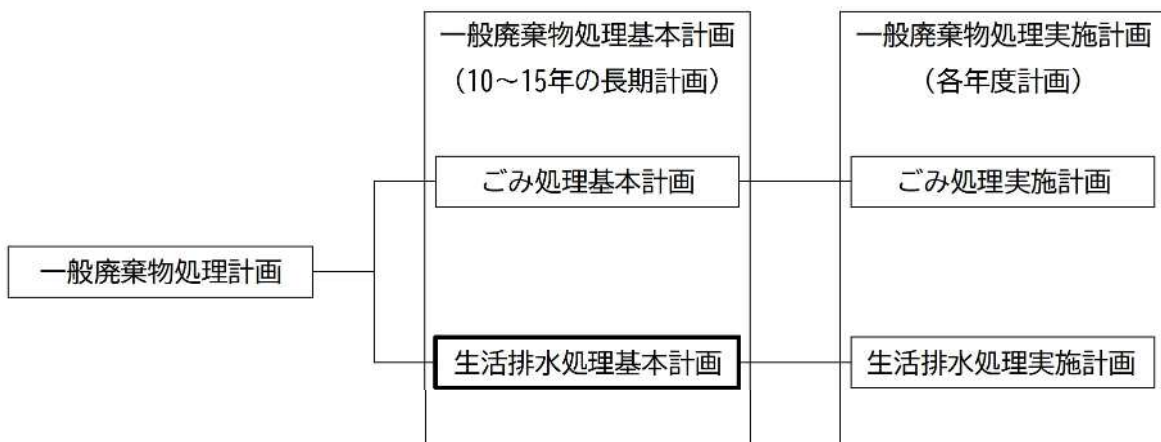 一般廃棄物処理基本計画
（10～15年の長期計画）
一般廃棄物処理実施計画
（各年度計画）
ごみ処理基本計画
ごみ処理実施計画
一般廃棄物処理計画
生活排水処理基本計画
生活排水処理実施計画